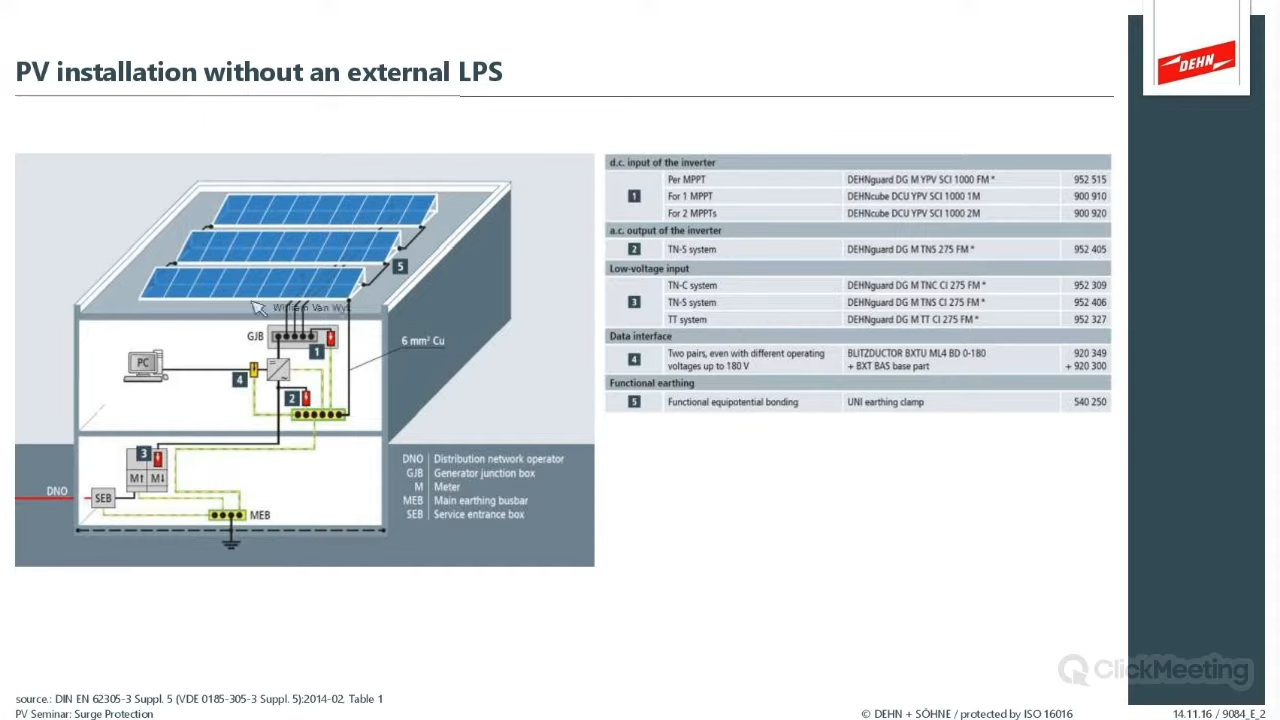 PV installation without an external LPS
DEHN
5
William Van Wyk
GJB
1
6 mm² Cu
PC
4
2
3
M↑ M↓
DNO
SEB
MEB
DNO Distribution network operator
GJB Generator junction box
M Meter
MEB Main earthing busbar
SEB Service entrance box
d.c. input of the inverter
1
Per MPPT DEHNguard DG M YPV SCI 1000 FM * 952 515
For 1 MPPT DEHNcube DCU YPV SCI 1000 1M 900 910
For 2 MPPTs DEHNcube DCU YPV SCI 1000 2M 900 920
a.c. output of the inverter
2 TN-S system DEHNguard DG M TNS 275 FM * 952 405
Low-voltage input
3
TN-C system DEHNguard DG M TNC CI 275 FM * 952 309
TN-S system DEHNguard DG M TNS CI 275 FM * 952 406
TT system DEHNguard DG M TT CI 275 FM * 952 327
Data interface
4
Two pairs, even with different operating BLITZDUCTOR BXTU ML4 BD 0-180 920 349
voltages up to 180 V + BXT BAS base part + 920 300
Functional earthing
5 Functional equipotential bonding UNI earthing clamp 540 250
ClickMeeting
source.: DIN EN 62305-3 Suppl. 5 (VDE 0185-305-3 Suppl. 5):2014-02, Table 1
PV Seminar: Surge Protection
© DEHN + SÖHNE / protected by ISO 16016
14.11.16 / 9084_E_2